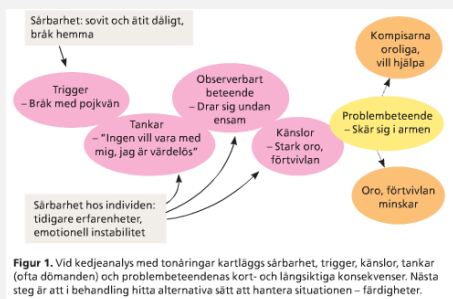 Sårbarhet: sovit och ätit dåligt,
bråk hemma
Kompisarna
oroliga,
vill hjälpa
Trigger
– Bråk med pojkvän
Observerbart
beteende
– Drar sig undan
ensam
Tankar
– ”Ingen vill vara med
mig, jag är värdelös”
Känslor
– Stark oro,
förtvivlan
Problembeteende
– Skär sig i armen
Sårbarhet hos individen:
tidigare erfarenheter,
emotionell instabilitet
Oro, förtvivlan
minskar
Figur 1. Vid kedjeanalys med tonåringar kartläggs sårbarhet, trigger, känslor, tankar
(ofta dömanden) och problembeteendenas kort- och långsiktiga konsekvenser. Nästa
steg är att i behandling hitta alternativa sätt att hantera situationen – färdigheter.